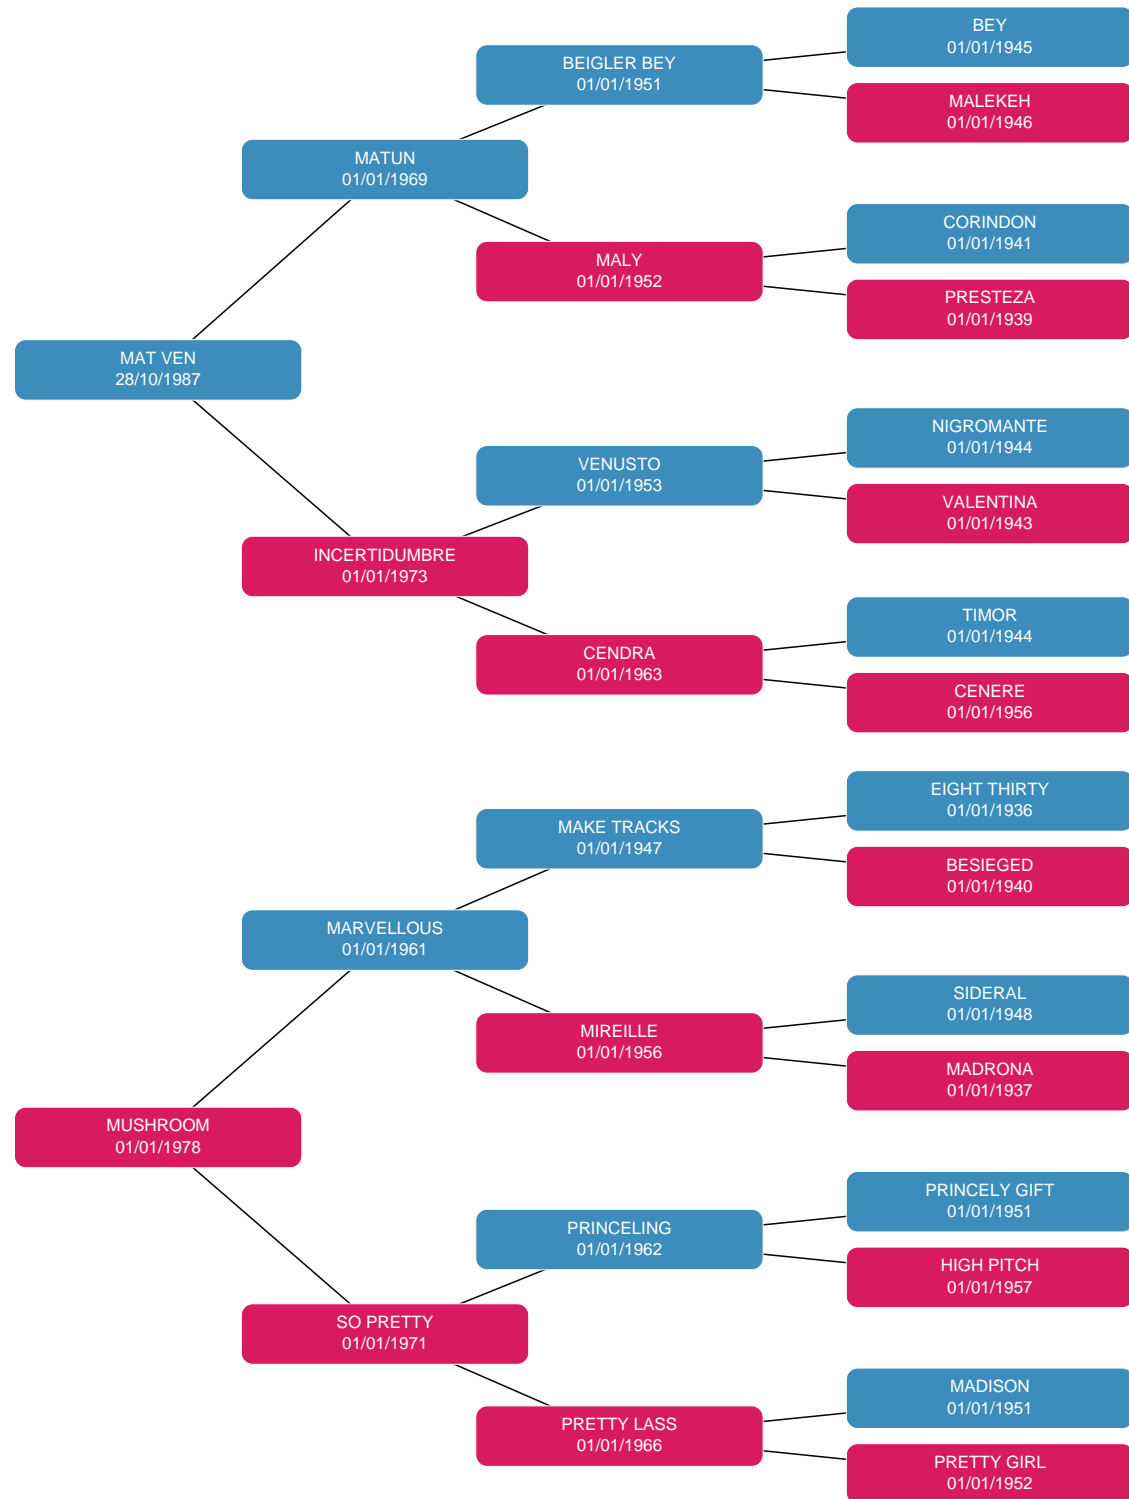 BEY
01/01/1945
BEIGLER BEY
01/01/1951
MALEKEH
01/01/1946
MATUN
01/01/1969
CORINDON
01/01/1941
MALY
01/01/1952
PRESTEZA
01/01/1939
MAT VEN
28/10/1987
NIGROMANTE
01/01/1944
VENUSTO
01/01/1953
VALENTINA
01/01/1943
INCERTIDUMBRE
01/01/1973
TIMOR
01/01/1944
CENDRA
01/01/1963
CENERE
01/01/1956
EIGHT THIRTY
01/01/1936
MAKE TRACKS
01/01/1947
BESIEGED
01/01/1940
MARVELLOUS
01/01/1961
SIDERAL
01/01/1948
MIREILLE
01/01/1956
MADRONA
01/01/1937
MUSHROOM
01/01/1978
PRINCELY GIFT
01/01/1951
PRINCELING
01/01/1962
HIGH PITCH
01/01/1957
SO PRETTY
01/01/1971
MADISON
01/01/1951
PRETTY LASS
01/01/1966
PRETTY GIRL
01/01/1952